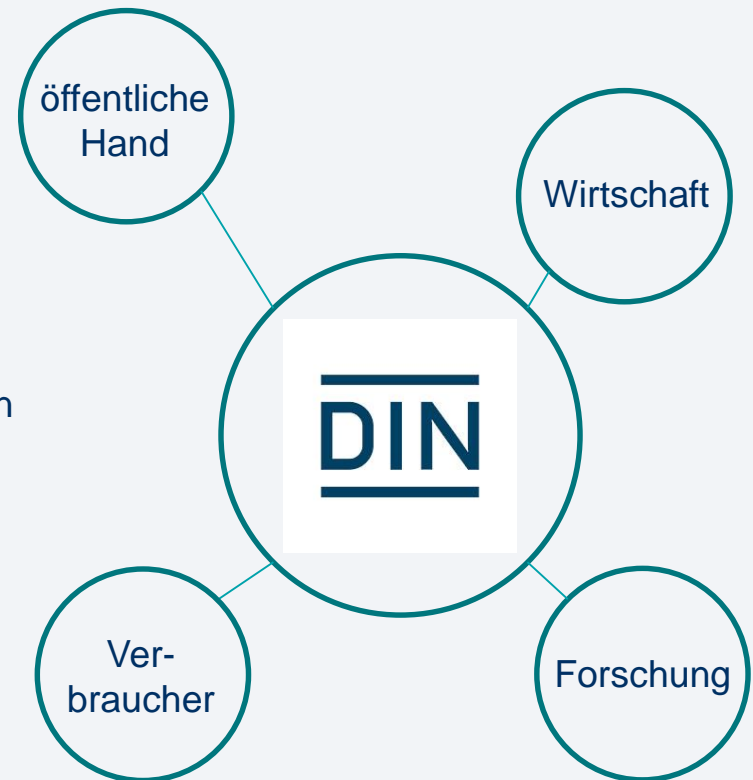 öffentliche
Hand
Wirtschaft
DIN
Ver-
braucher
Forschung